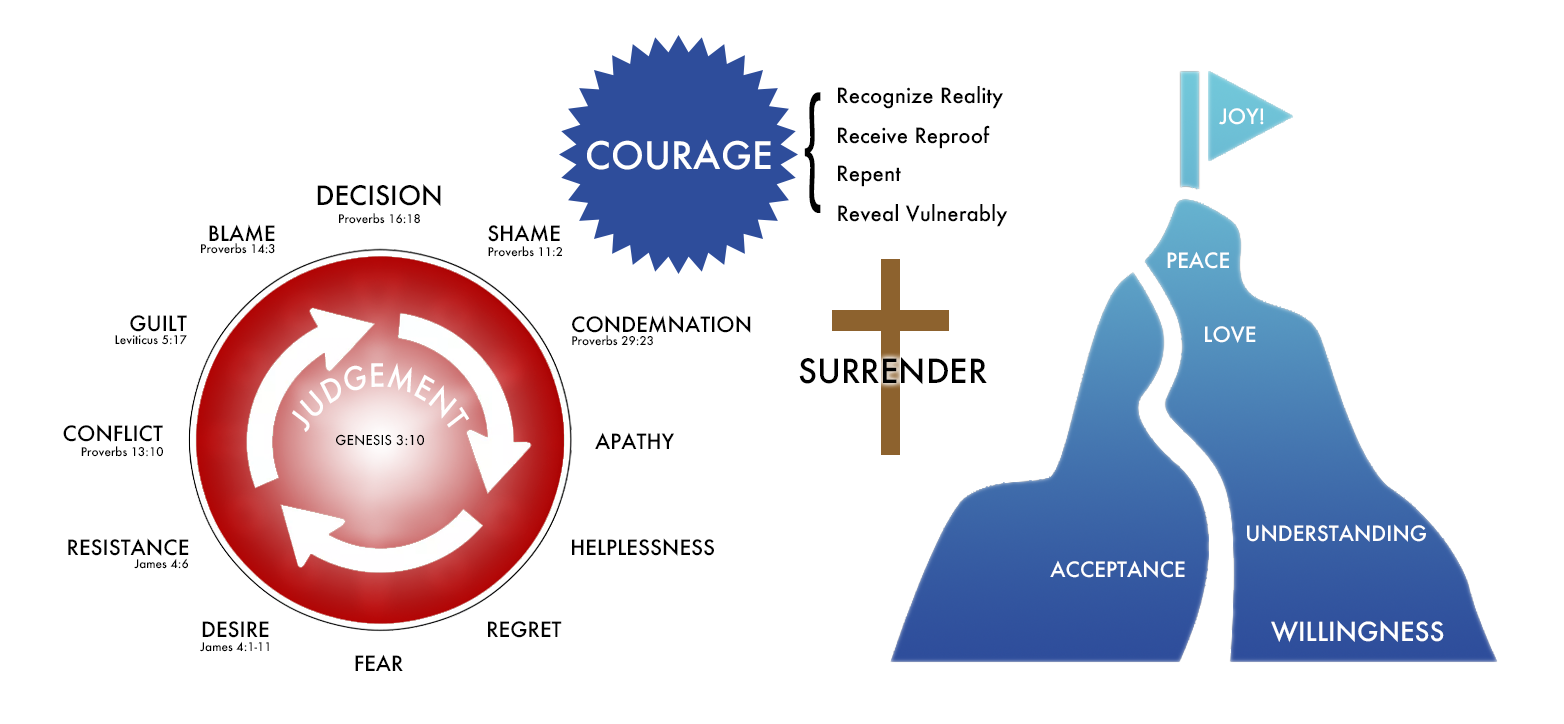 COURAGE
Recognize Reality
Receive Reproof
Repent
Reveal Vulnerably
DECISION
Proverbs 16:18
SHAME
Proverbs 11:2
CONDEMNATION
Proverbs 29:23
APATHY
HELPLESSNESS
REGRET
FEAR
DESIRE
James 4:1-11
RESISTANCE
James 4:6
CONFLICT
Proverbs 13:10
GUILT
Leviticus 5:17
BLAME
Proverbs 14:3
JUDGEMENT
GENESIS 3:10
SURRENDER
JOY!
PEACE
LOVE
UNDERSTANDING
ACCEPTANCE
WILLINGNESS